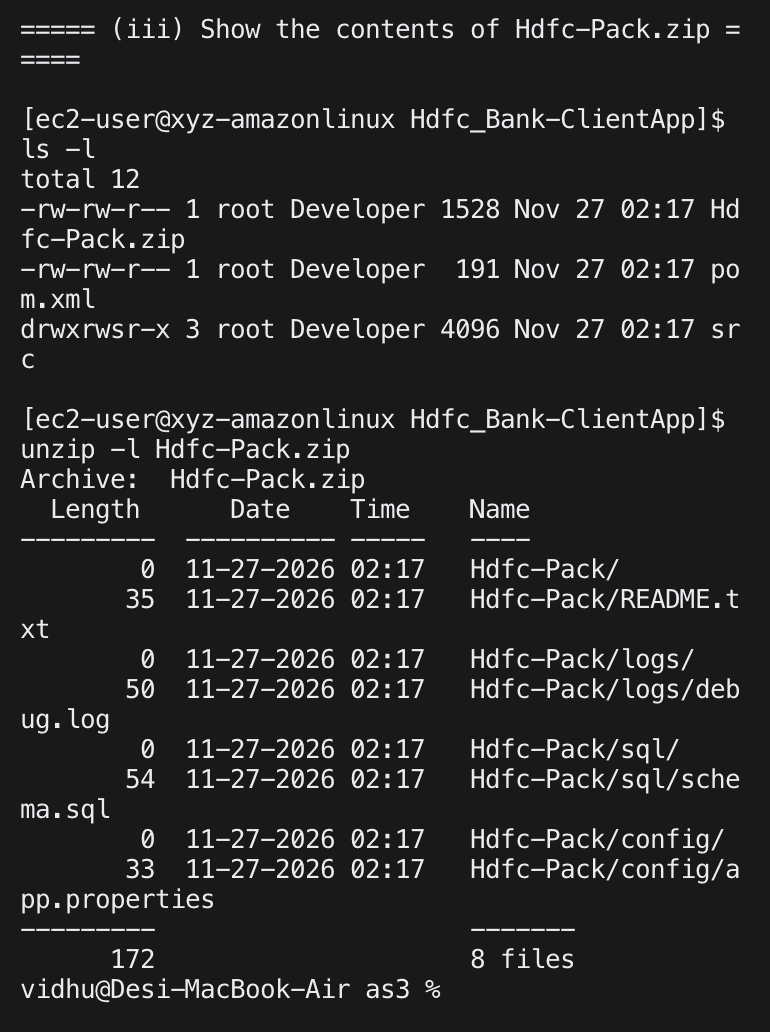 ===== (iii) Show the contents of Hdfc-Pack.zip =
====
[ec2-user@xyz-amazonlinux Hdfc_Bank-ClientApp]$
ls -l
total 12
-rw-rw-r-- 1 root Developer 1528 Nov 27 02:17 Hd
fc-Pack.zip
-rw-rw-r-- 1 root Developer  191 Nov 27 02:17 po
m.xml
drwxrwsr-x 3 root Developer 4096 Nov 27 02:17 sr
c
[ec2-user@xyz-amazonlinux Hdfc_Bank-ClientApp]$
unzip -l Hdfc-Pack.zip
Archive:  Hdfc-Pack.zip
  Length      Date    Time    Name
---------  ---------- -----   ----
        0  11-27-2026 02:17   Hdfc-Pack/
       35  11-27-2026 02:17   Hdfc-Pack/README.t
xt
        0  11-27-2026 02:17   Hdfc-Pack/logs/
       50  11-27-2026 02:17   Hdfc-Pack/logs/deb
ug.log
        0  11-27-2026 02:17   Hdfc-Pack/sql/
       54  11-27-2026 02:17   Hdfc-Pack/sql/sche
ma.sql
        0  11-27-2026 02:17   Hdfc-Pack/config/
       33  11-27-2026 02:17   Hdfc-Pack/config/a
pp.properties
---------                     -------
      172                     8 files
vidhu@Desi-MacBook-Air as3 %